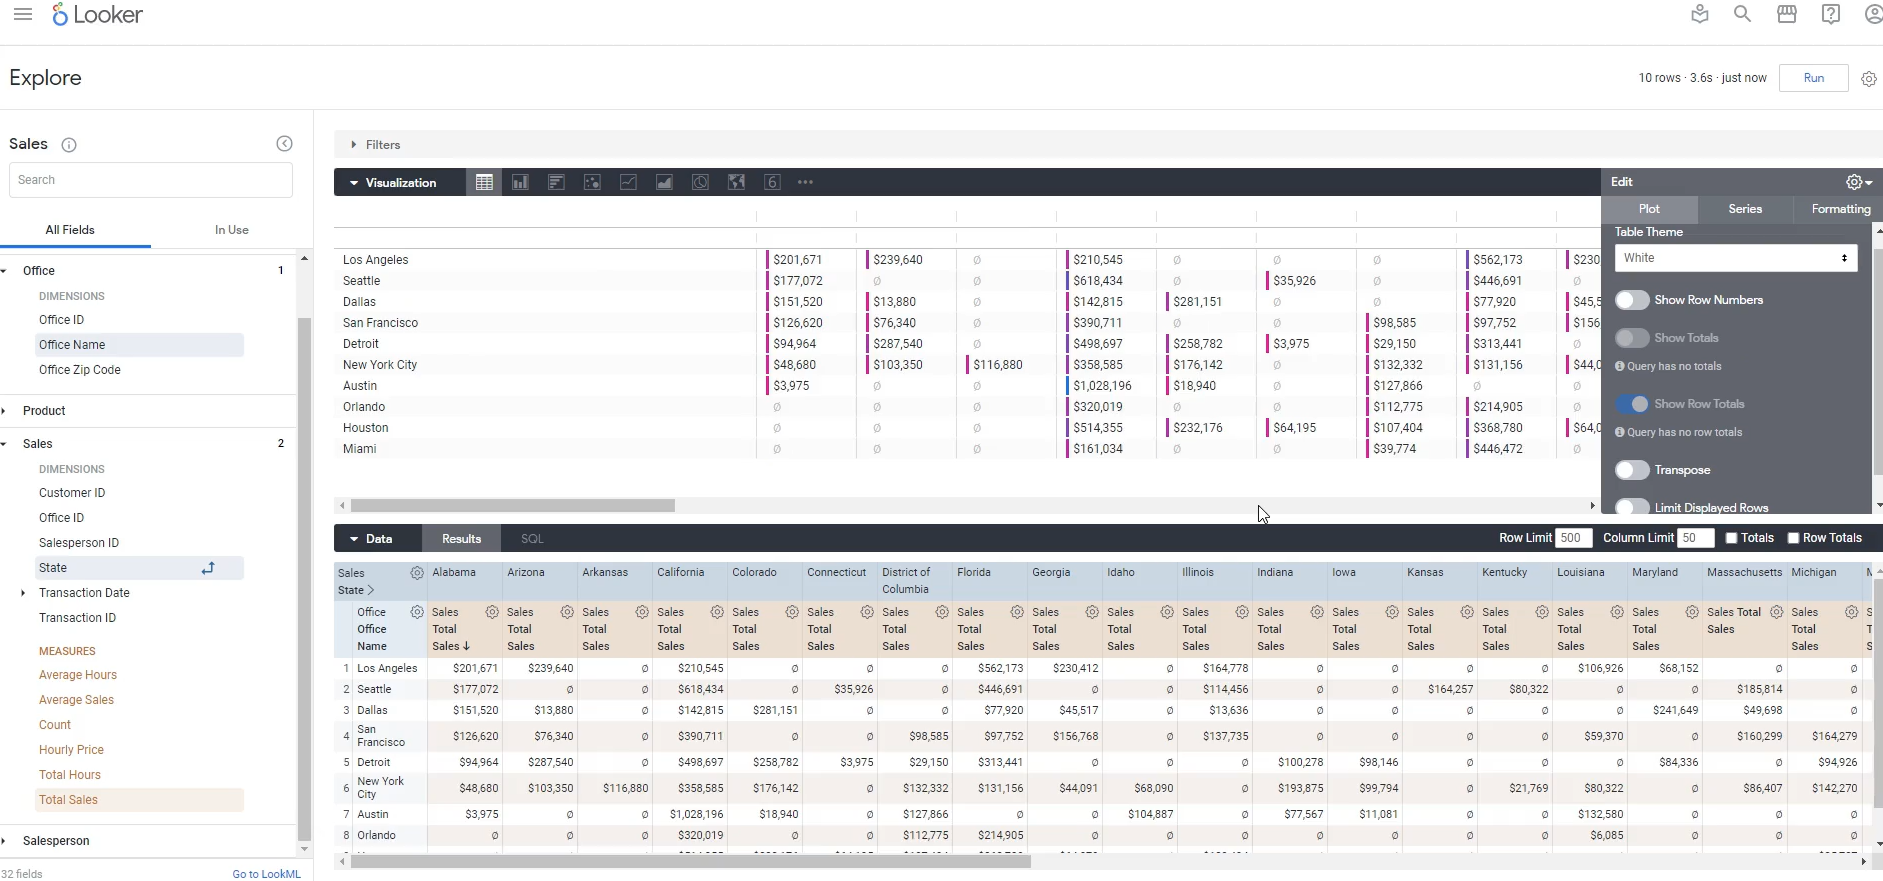 Looker
Explore
10 rows · 3.6s · just now
Run
Sales
Search
All Fields
In Use
Office 1
DIMENSIONS
Office ID
Office Name
Office Zip Code
Product
Sales 2
DIMENSIONS
Customer ID
Office ID
Salesperson ID
State
Transaction Date
Transaction ID
MEASURES
Average Hours
Average Sales
Count
Hourly Price
Total Hours
Total Sales
Salesperson
32 fields
Go to LookML
Filters
Visualization
6
Los Angeles $201,671 $239,640 ∅ $210,545 ∅ ∅ ∅ $562,173 $230
Seattle $177,072 ∅ ∅ $618,434 ∅ $35,926 ∅ $446,691 ∅
Dallas $151,520 $13,880 ∅ $142,815 $281,151 ∅ ∅ $77,920 $45,5
San Francisco $126,620 $76,340 ∅ $390,711 ∅ ∅ $98,585 $97,752 $156
Detroit $94,964 $287,540 ∅ $498,697 $258,782 $3,975 $29,150 $313,441 ∅
New York City $48,680 $103,350 $116,880 $358,585 $176,142 ∅ $132,332 $131,156 $44,0
Austin $3,975 ∅ ∅ $1,028,196 $18,940 ∅ $127,866 ∅ ∅
Orlando ∅ ∅ ∅ $320,019 ∅ ∅ $112,775 $214,905 ∅
Houston ∅ ∅ ∅ $514,355 $232,176 $64,195 $107,404 $368,780 $64,0
Miami ∅ ∅ ∅ $161,034 ∅ ∅ $39,774 $446,472 ∅
Edit
Plot Series Formatting
Table Theme
White
Show Row Numbers
Show Totals
Query has no totals
Show Row Totals
Query has no row totals
Transpose
Limit Displayed Rows
Data Results SQL
Row Limit 500 Column Limit 50 Totals Row Totals
Sales State > Alabama Arizona Arkansas California Colorado Connecticut District of Columbia Florida Georgia Idaho Illinois Indiana Iowa Kansas Kentucky Louisiana Maryland Massachusetts Michigan
Office Office Name Sales Total Sales ↓ Sales Total Sales Sales Total Sales Sales Total Sales Sales Total Sales Sales Total Sales Sales Total Sales Sales Total Sales Sales Total Sales Sales Total Sales Sales Total Sales Sales Total Sales Sales Total Sales Sales Total Sales Sales Total Sales Sales Total Sales Sales Total Sales Sales Total Sales Sales Total Sales
1 Los Angeles $201,671 $239,640 ∅ $210,545 ∅ ∅ ∅ $562,173 $230,412 ∅ $164,778 ∅ ∅ ∅ ∅ $106,926 $68,152 ∅ ∅
2 Seattle $177,072 ∅ ∅ $618,434 ∅ $35,926 ∅ $446,691 ∅ ∅ $114,456 ∅ ∅ $164,257 $80,322 ∅ ∅ $185,814 ∅
3 Dallas $151,520 $13,880 ∅ $142,815 $281,151 ∅ ∅ $77,920 $45,517 ∅ $13,636 ∅ ∅ ∅ ∅ ∅ $241,649 $49,698 ∅
4 San Francisco $126,620 $76,340 ∅ $390,711 ∅ ∅ $98,585 $97,752 $156,768 ∅ $137,735 ∅ ∅ ∅ ∅ $59,370 ∅ $160,299 $164,279
5 Detroit $94,964 $287,540 ∅ $498,697 $258,782 $3,975 $29,150 $313,441 ∅ ∅ ∅ $100,278 $98,146 ∅ ∅ ∅ $84,336 ∅ $94,926
6 New York City $48,680 $103,350 $116,880 $358,585 $176,142 ∅ $132,332 $131,156 $44,091 $68,090 ∅ $193,875 $99,794 ∅ $21,769 $80,322 ∅ $86,407 $142,270
7 Austin $3,975 ∅ ∅ $1,028,196 $18,940 ∅ $127,866 ∅ ∅ $104,887 ∅ $77,567 $11,081 ∅ ∅ $132,580 ∅ ∅ ∅
8 Orlando ∅ ∅ ∅ $320,019 ∅ ∅ $112,775 $214,905 ∅ ∅ ∅ ∅ ∅ ∅ ∅ $6,085 ∅ ∅ ∅